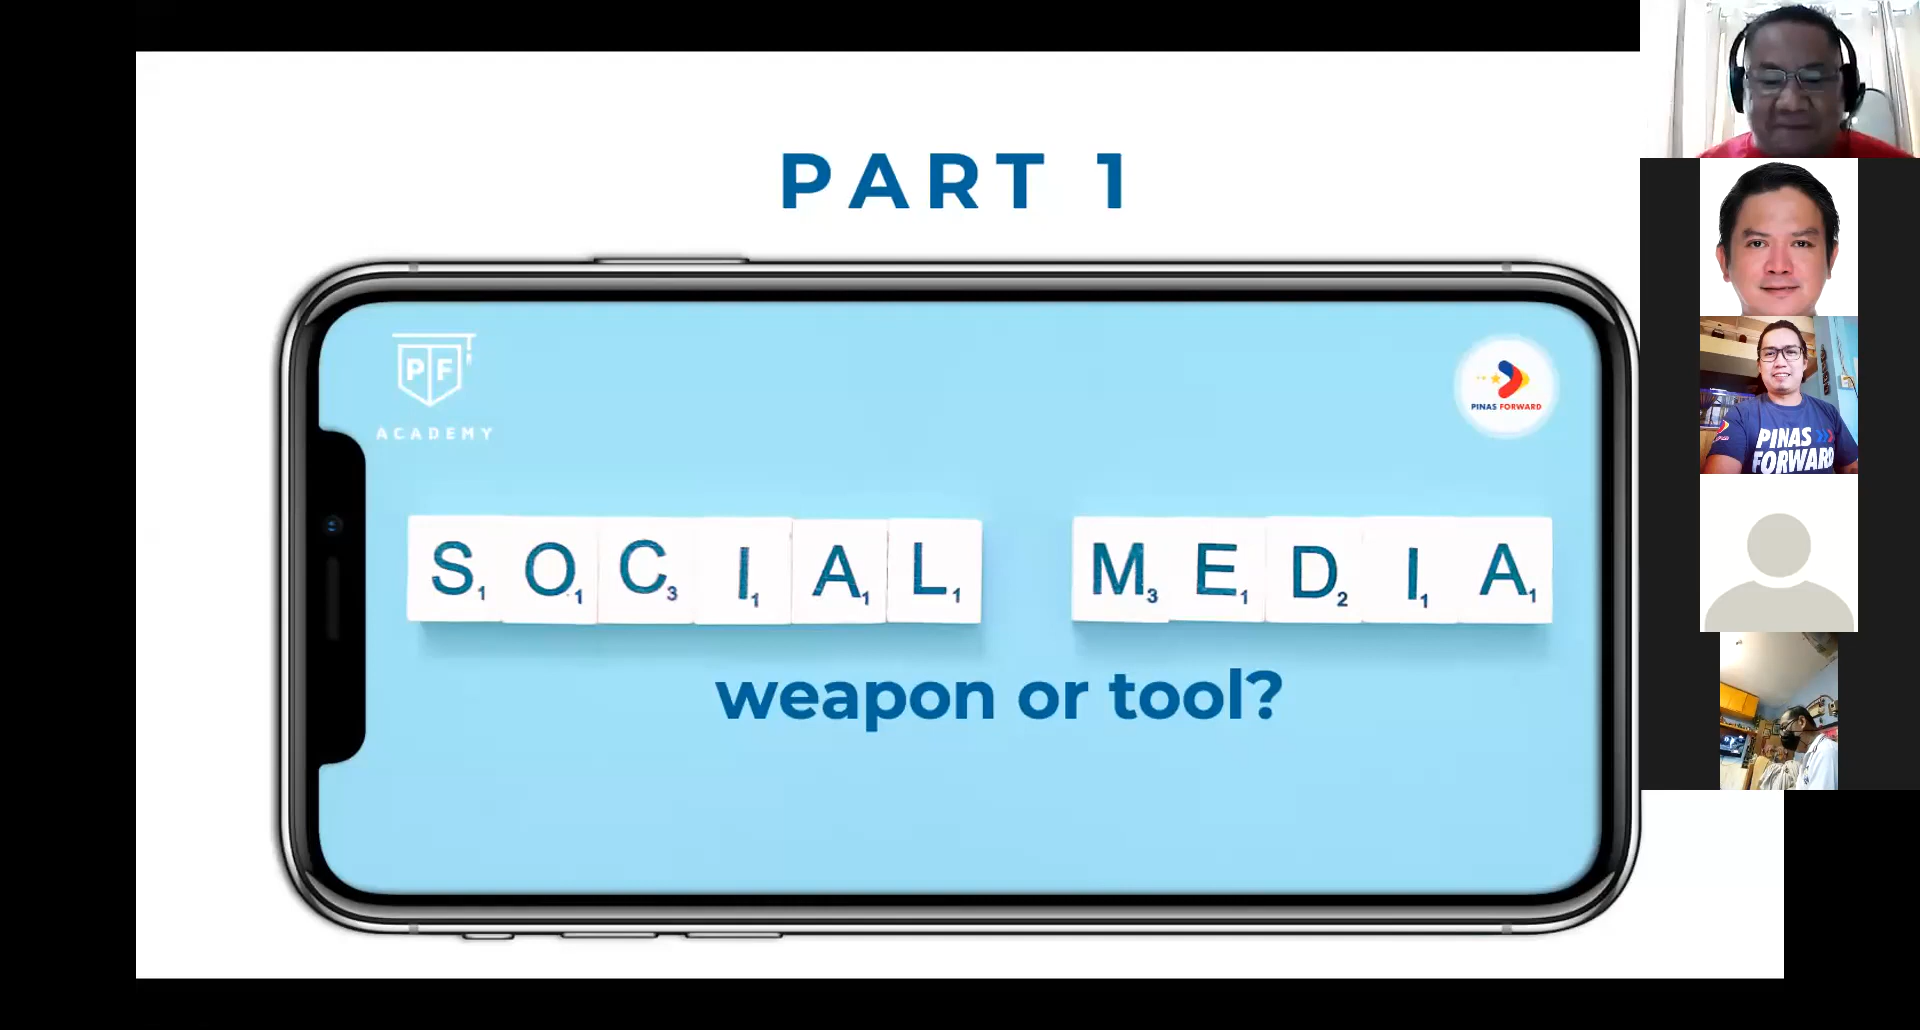 PART 1
PF
ACADEMY
PINAS FORWARD
S1 O1 C3 I1 A1 L1 M3 E1 D2 I1 A1
weapon or tool?
PINAS
FORWARD